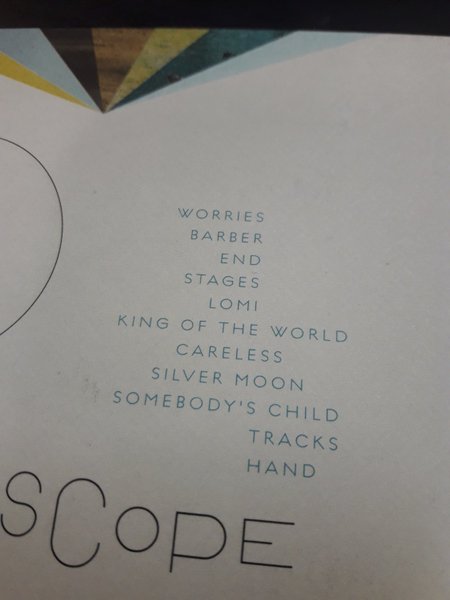 WORRIES
BARBER
END
STAGES
LOMI
KING OF THE WORLD
CARELESS
SILVER MOON
SOMEBODY'S CHILD
TRACKS
HAND
SCOPE